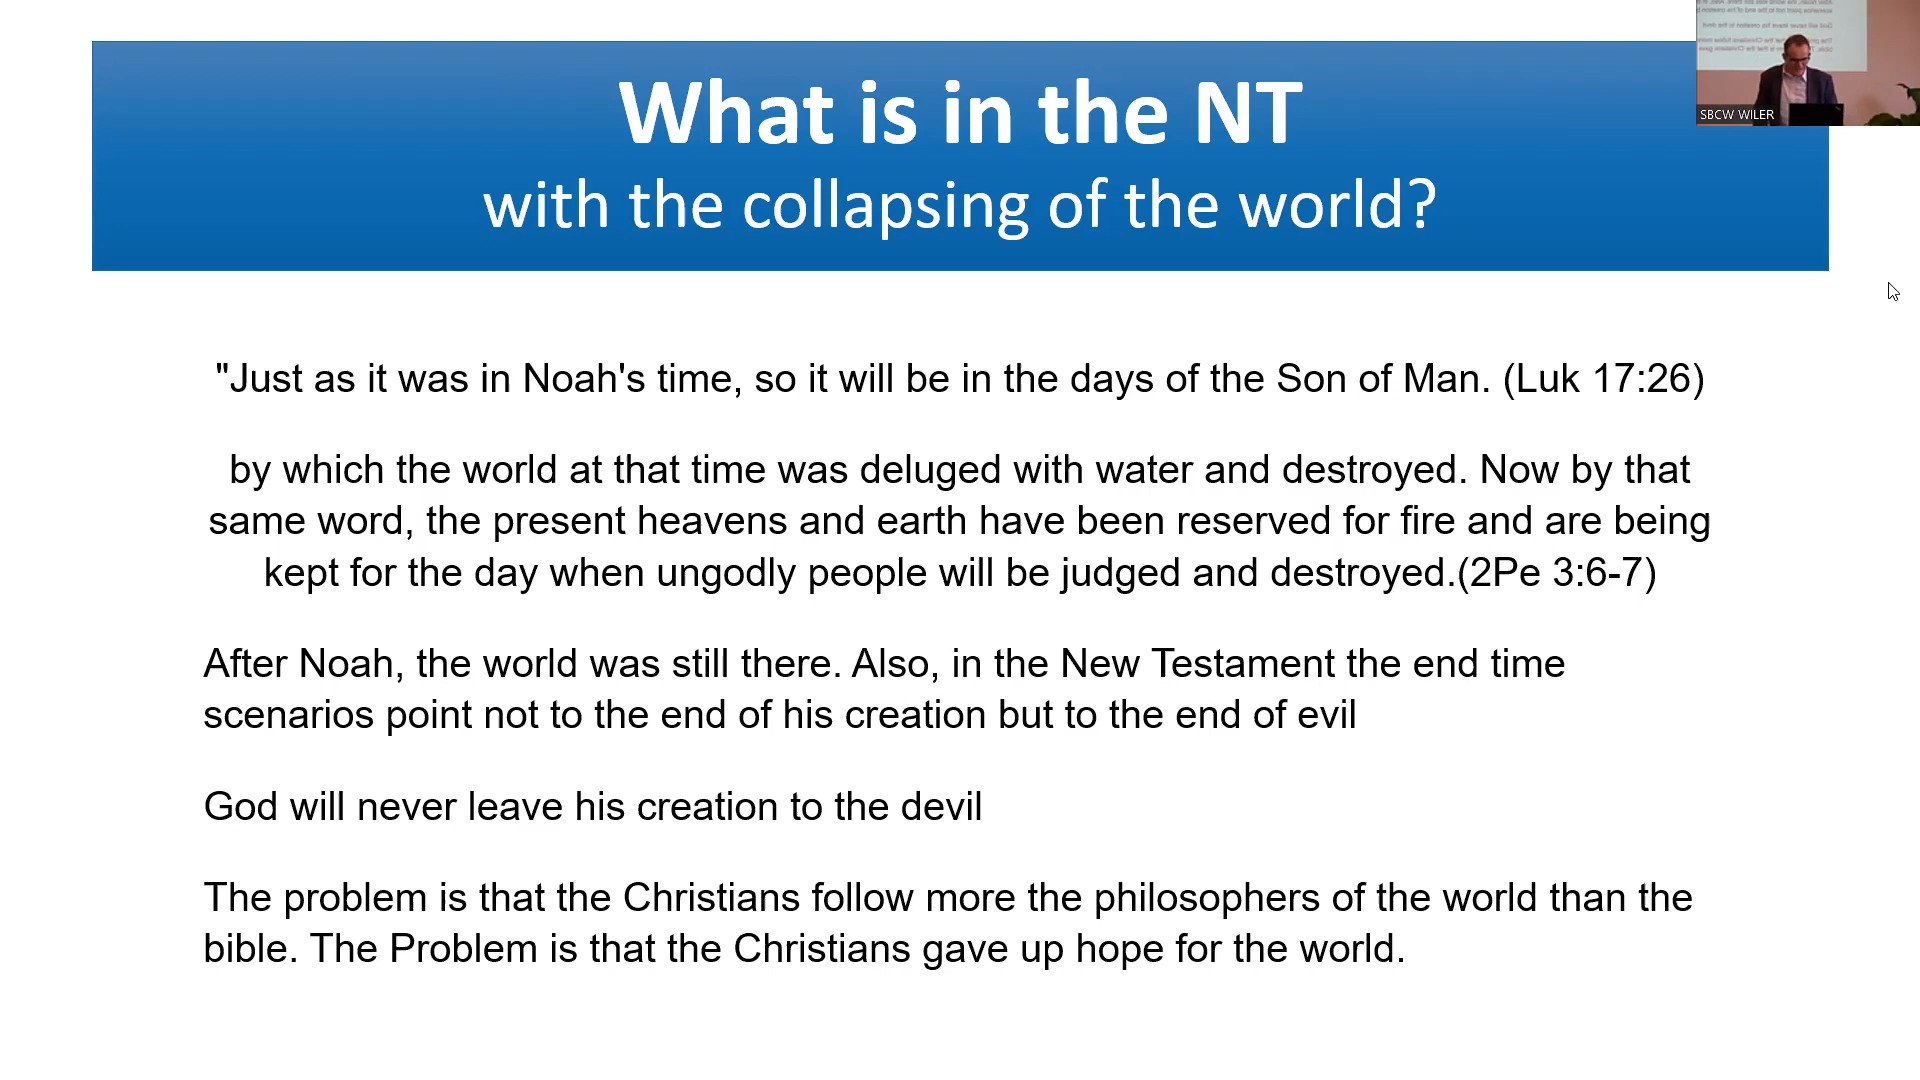 What is in the NT
with the collapsing of the world?
SBCW WILER
"Just as it was in Noah's time, so it will be in the days of the Son of Man. (Luk 17:26)
by which the world at that time was deluged with water and destroyed. Now by that
same word, the present heavens and earth have been reserved for fire and are being
kept for the day when ungodly people will be judged and destroyed.(2Pe 3:6-7)
After Noah, the world was still there. Also, in the New Testament the end time
scenarios point not to the end of his creation but to the end of evil
God will never leave his creation to the devil
The problem is that the Christians follow more the philosophers of the world than the
bible. The Problem is that the Christians gave up hope for the world.